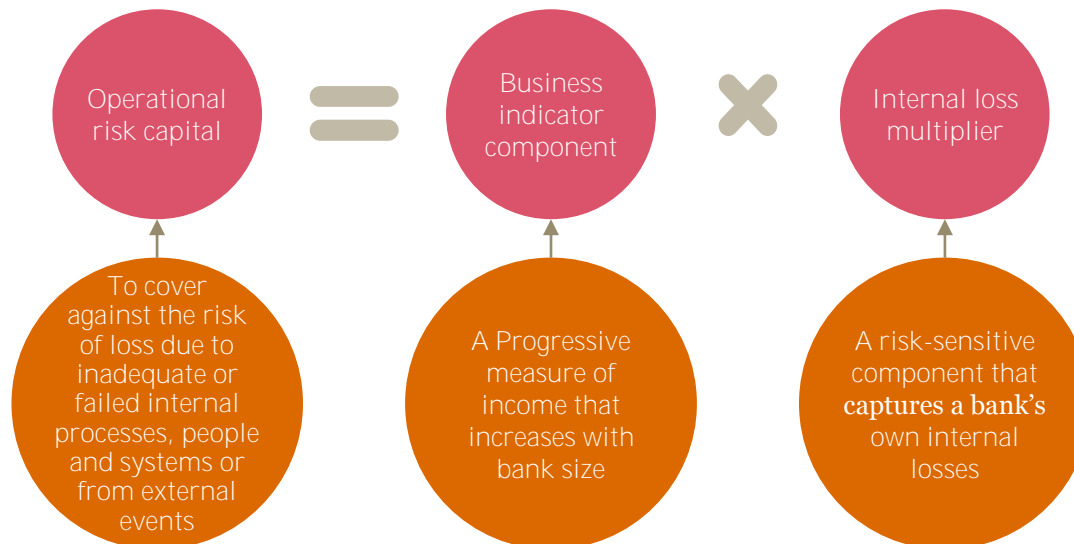 Operational
risk capital
Business
indicator
component
Internal loss
multiplier
To cover
against the risk
of loss due to
inadequate or
failed internal
processes, people
and systems or
from external
events
A Progressive
measure of
income that
increases with
bank size
A risk-sensitive
component that
captures a bank’s
own internal
losses